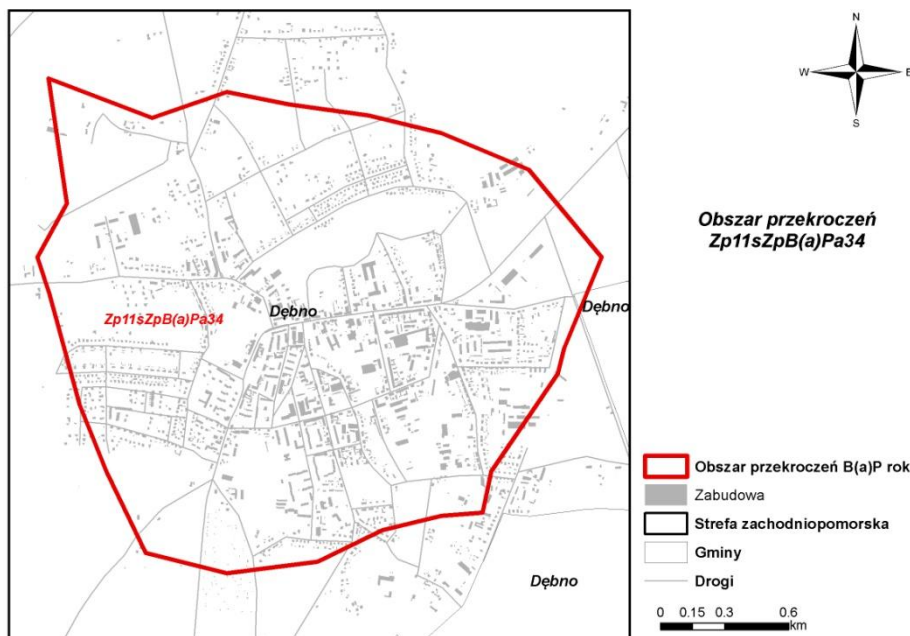 N
W E
S
Obszar przekroczeń
Zp11sZpB(a)Pa34
Dębno
Dębno
Zp11sZpB(a)Pa34
Obszar przekroczeń B(a)P rok
Zabudowa
Strefa zachodniopomorska
Gminy
Dębno
Drogi
0 0.15 0.3 0.6
km